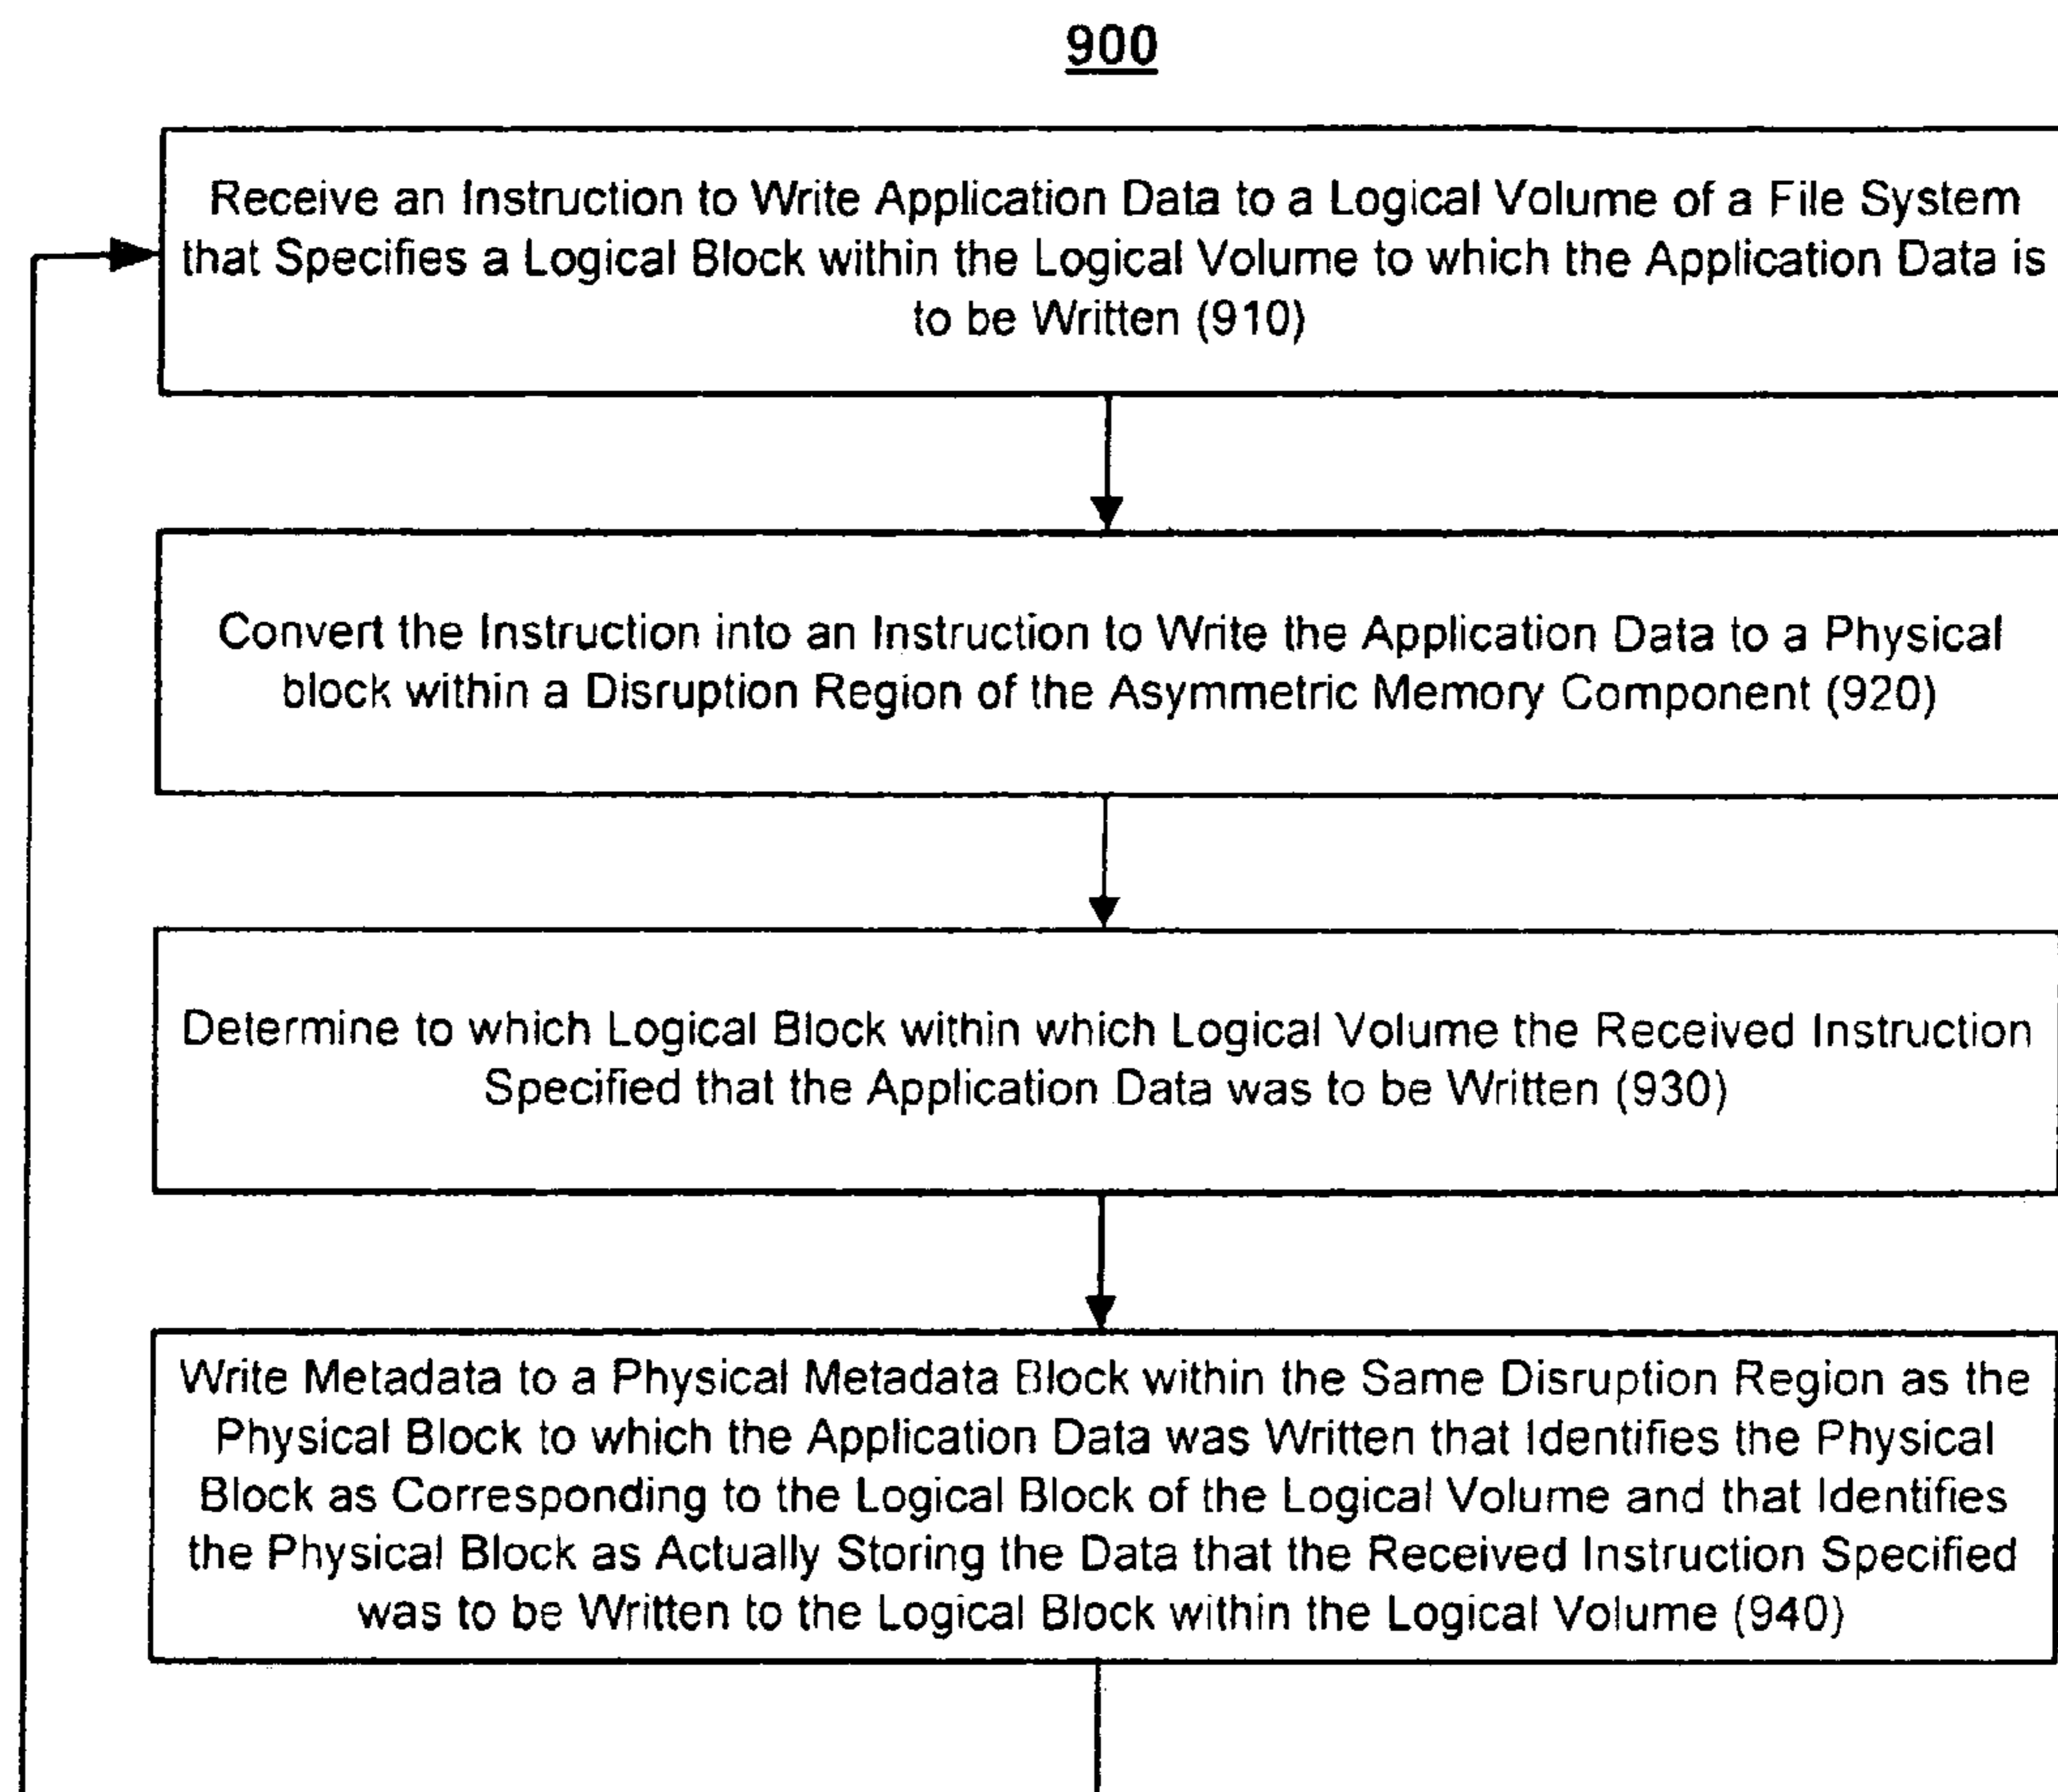 900
Receive an Instruction to Write Application Data to a Logical Volume of a File System
that Specifies a Logical Block within the Logical Volume to which the Application Data is
to be Written (910)
Convert the Instruction into an Instruction to Write the Application Data to a Physical
block within a Disruption Region of the Asymmetric Memory Component (920)
Determine to which Logical Block within which Logical Volume the Received Instruction
Specified that the Application Data was to be Written (930)
Write Metadata to a Physical Metadata Block within the Same Disruption Region as the
Physical Block to which the Application Data was Written that Identifies the Physical
Block as Corresponding to the Logical Block of the Logical Volume and that Identifies
the Physical Block as Actually Storing the Data that the Received Instruction Specified
was to be Written to the Logical Block within the Logical Volume (940)